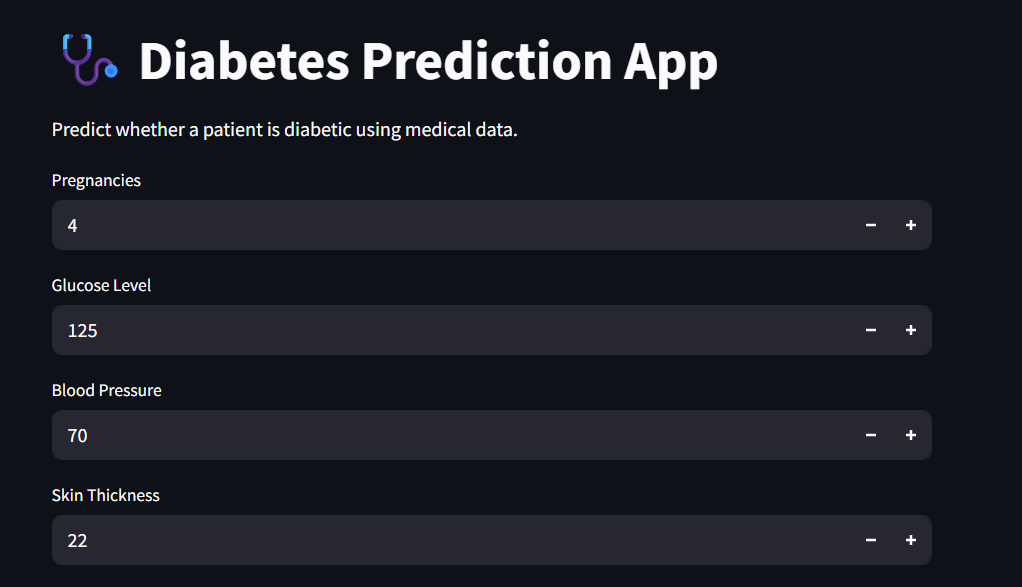 Diabetes Prediction App
Predict whether a patient is diabetic using medical data.
Pregnancies
4 − +
Glucose Level
125 − +
Blood Pressure
70 − +
Skin Thickness
22 − +